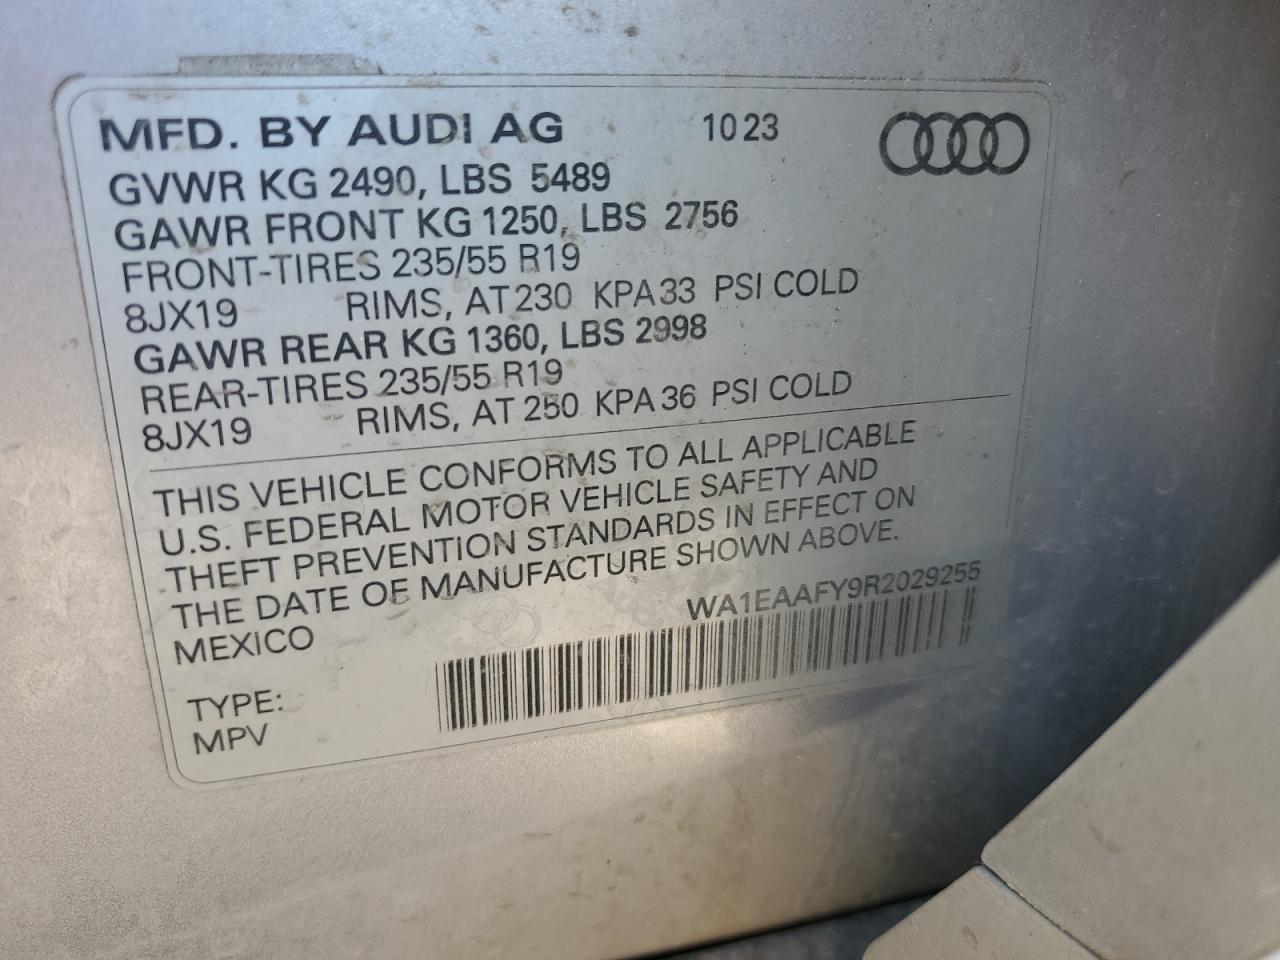 MFD. BY AUDI AG 10 23
GVWR KG 2490, LBS 5489
GAWR FRONT KG 1250, LBS 2756
FRONT-TIRES 235/55 R19
8JX19 RIMS, AT 230 KPA 33 PSI COLD
GAWR REAR KG 1360, LBS 2998
REAR-TIRES 235/55 R19
8JX19 RIMS, AT 250 KPA 36 PSI COLD
THIS VEHICLE CONFORMS TO ALL APPLICABLE
U.S. FEDERAL MOTOR VEHICLE SAFETY AND
THEFT PREVENTION STANDARDS IN EFFECT ON
THE DATE OF MANUFACTURE SHOWN ABOVE.
MEXICO WA1EAAFY9R2029255
TYPE:
MPV